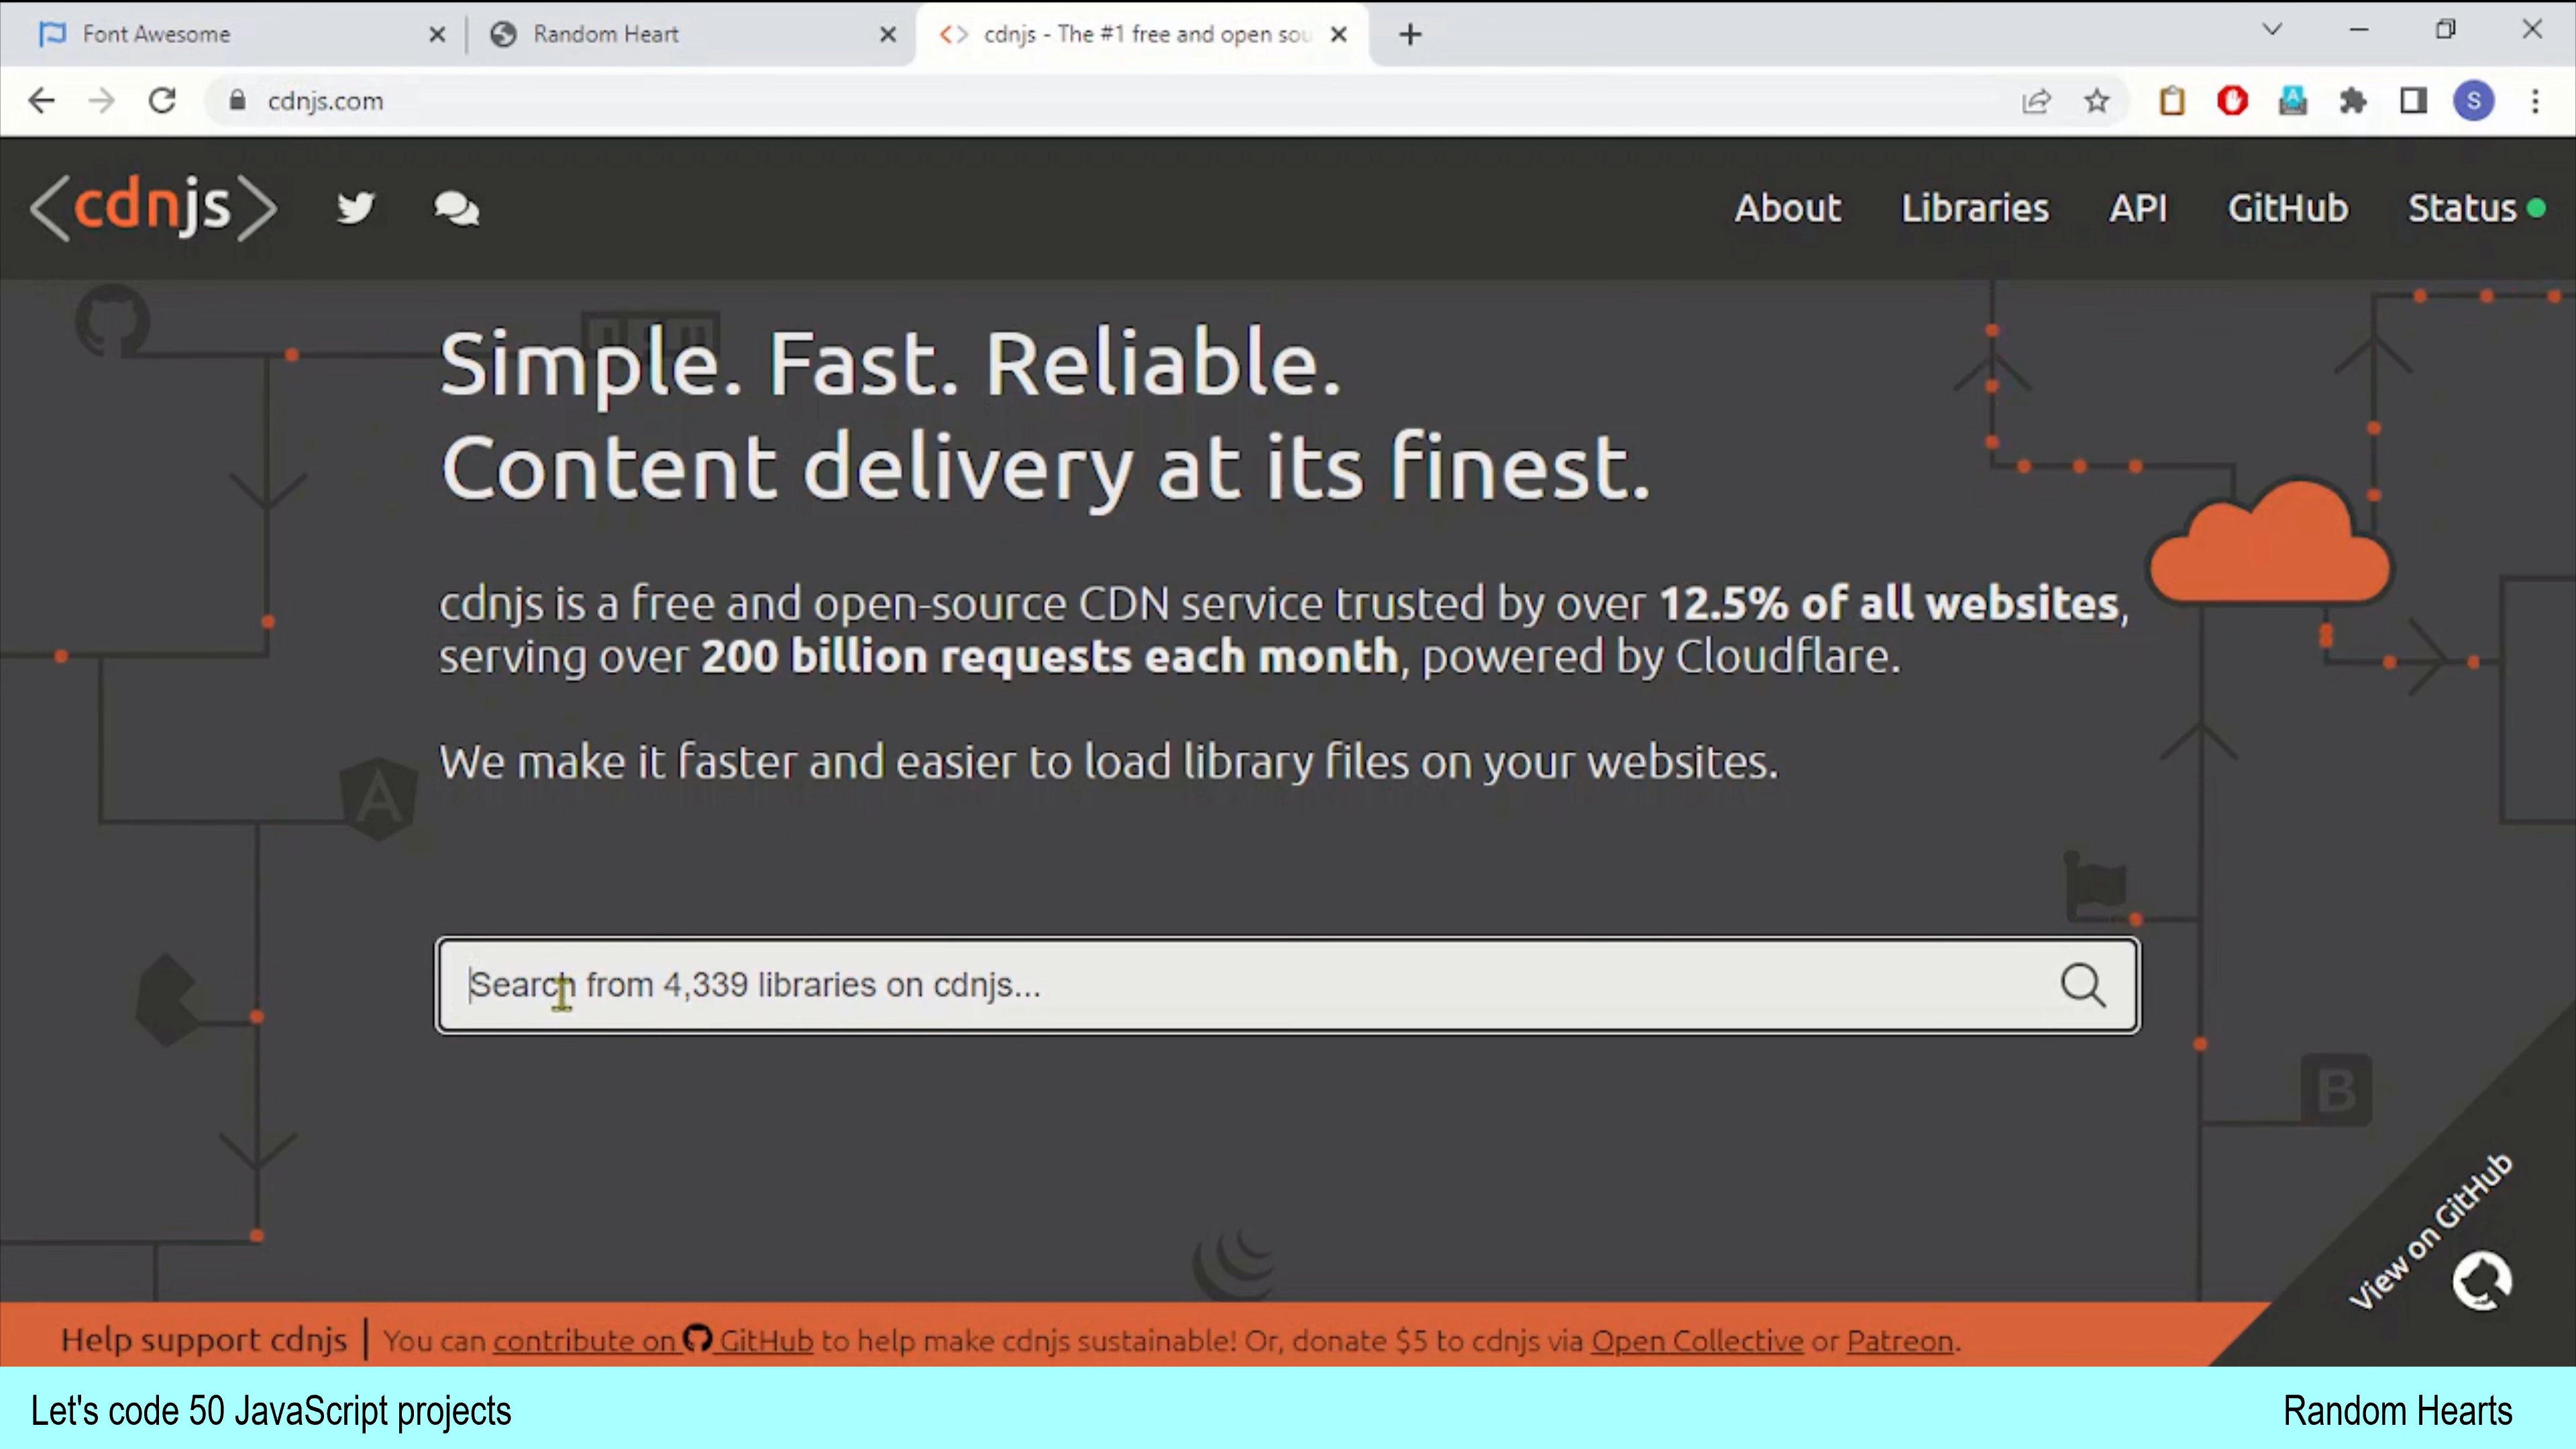 Font Awesome
Random Heart
cdnjs - The #1 free and open sou
cdnjs.com
S
<cdnjs>
About
Libraries
API
GitHub
Status
Simple. Fast. Reliable.
Content delivery at its finest.
cdnjs is a free and open-source CDN service trusted by over 12.5% of all websites,
serving over 200 billion requests each month, powered by Cloudflare.
We make it faster and easier to load library files on your websites.
A
Search from 4,339 libraries on cdnjs...
B
View on GitHub
Help support cdnjs | You can contribute on GitHub to help make cdnjs sustainable! Or, donate $5 to cdnjs via Open Collective or Patreon.
Let's code 50 JavaScript projects
Random Hearts